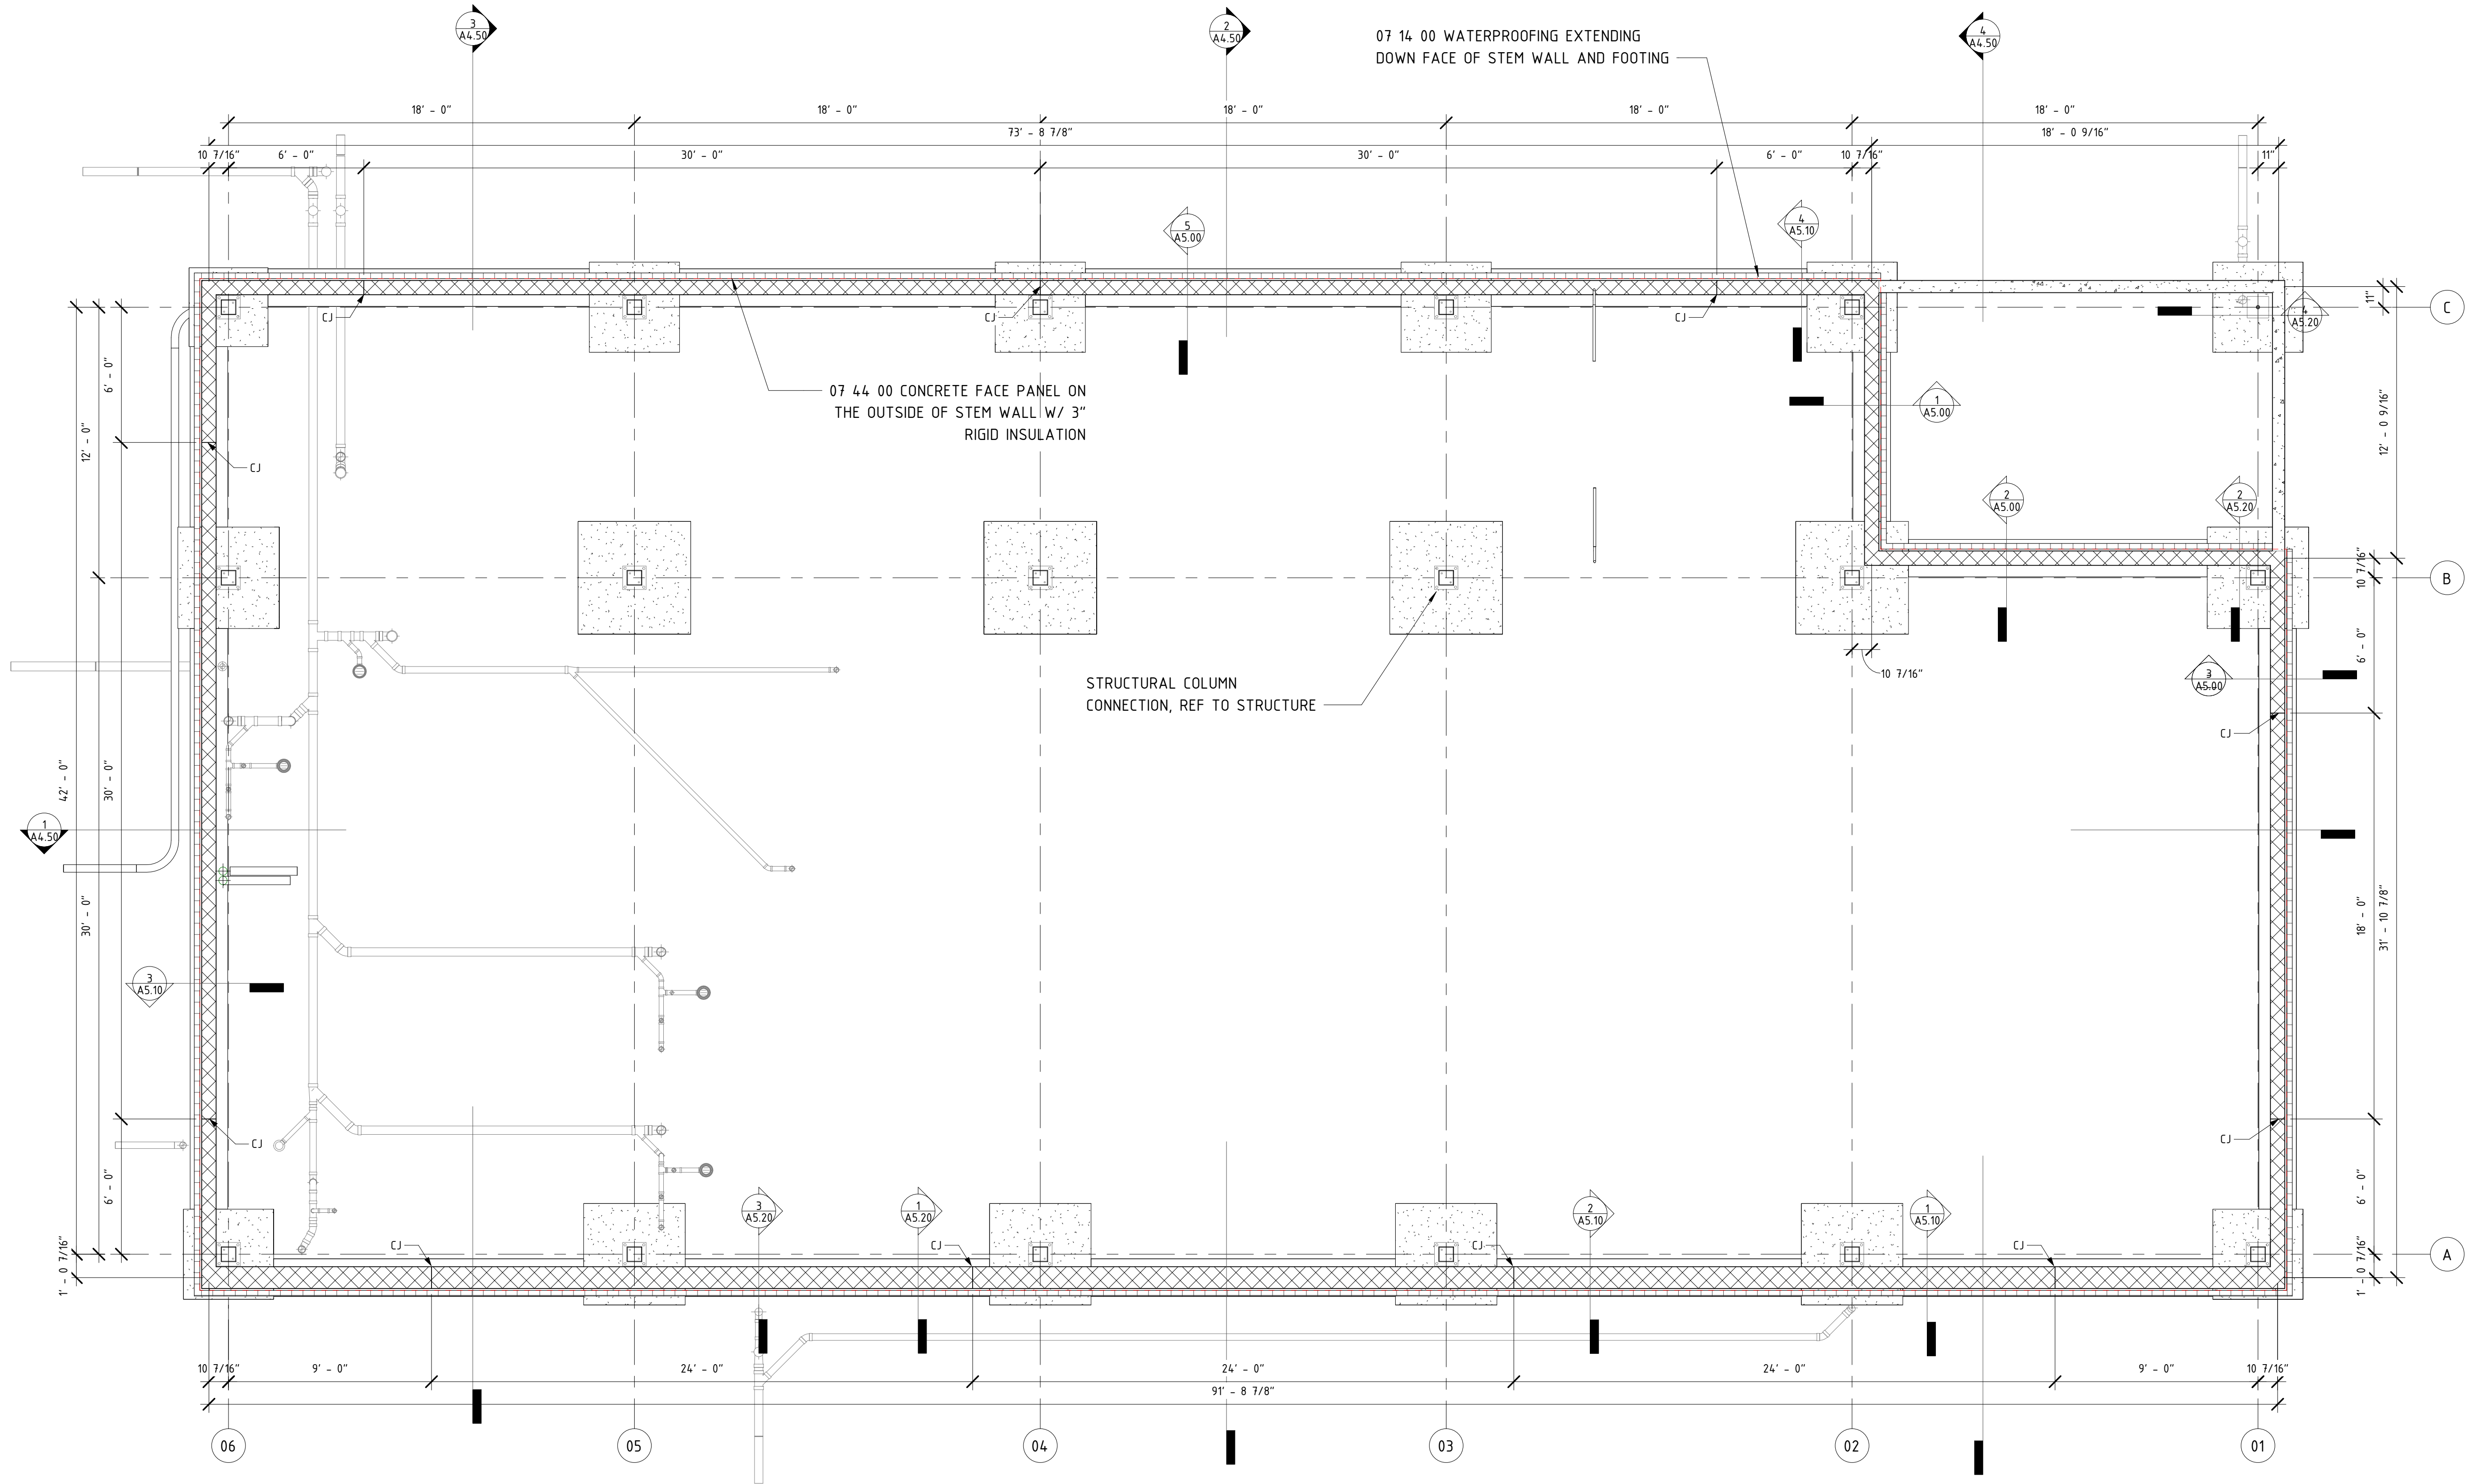 3
A4.50
2
A4.50
4
A4.50
07 14 00 WATERPROOFING EXTENDING
DOWN FACE OF STEM WALL AND FOOTING
18' - 0"
18' - 0"
18' - 0"
18' - 0"
18' - 0"
73' - 8 7/8"
18' - 0 9/16"
10 7/16"
6' - 0"
30' - 0"
30' - 0"
6' - 0"
10 7/16"
11"
5
A5.00
4
A5.10
CJ
CJ
CJ
11"
C
4
A5.20
6' - 0"
12' - 0"
07 44 00 CONCRETE FACE PANEL ON
THE OUTSIDE OF STEM WALL W/ 3"
RIGID INSULATION
1
A5.00
12' - 0 9/16"
CJ
2
A5.00
2
A5.20
10 7/16"
B
6' - 0"
STRUCTURAL COLUMN
CONNECTION, REF TO STRUCTURE
10 7/16"
3
A5.00
CJ
42' - 0"
30' - 0"
1
A4.50
30' - 0"
18' - 0"
31' - 10 7/8"
3
A5.10
CJ
CJ
6' - 0"
6' - 0"
3
A5.20
1
A5.20
2
A5.10
1
A5.10
1' - 0 7/16"
CJ
CJ
CJ
CJ
1' - 0 7/16"
A
10 7/16"
9' - 0"
24' - 0"
24' - 0"
24' - 0"
9' - 0"
10 7/16"
91' - 8 7/8"
06
05
04
03
02
01